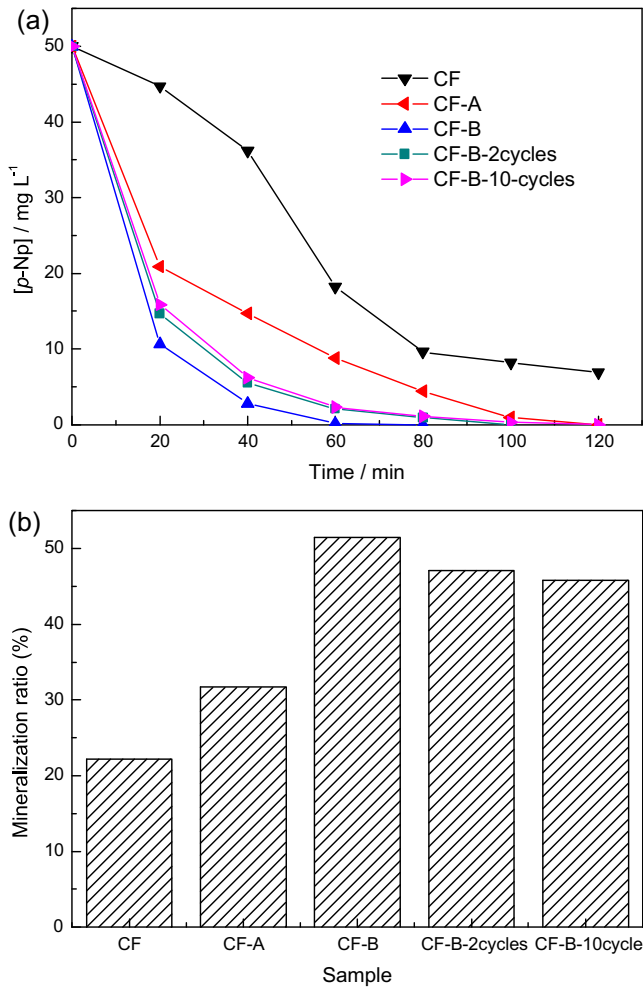 (a)
50
40
30
20
10
0
[p-Np] / mg L⁻¹
CF
CF-A
CF-B
CF-B-2cycles
CF-B-10-cycles
0 20 40 60 80 100 120
Time / min
(b)
50
40
30
20
10
0
Mineralization ratio (%)
CF CF-A CF-B CF-B-2cycles CF-B-10cycle
Sample